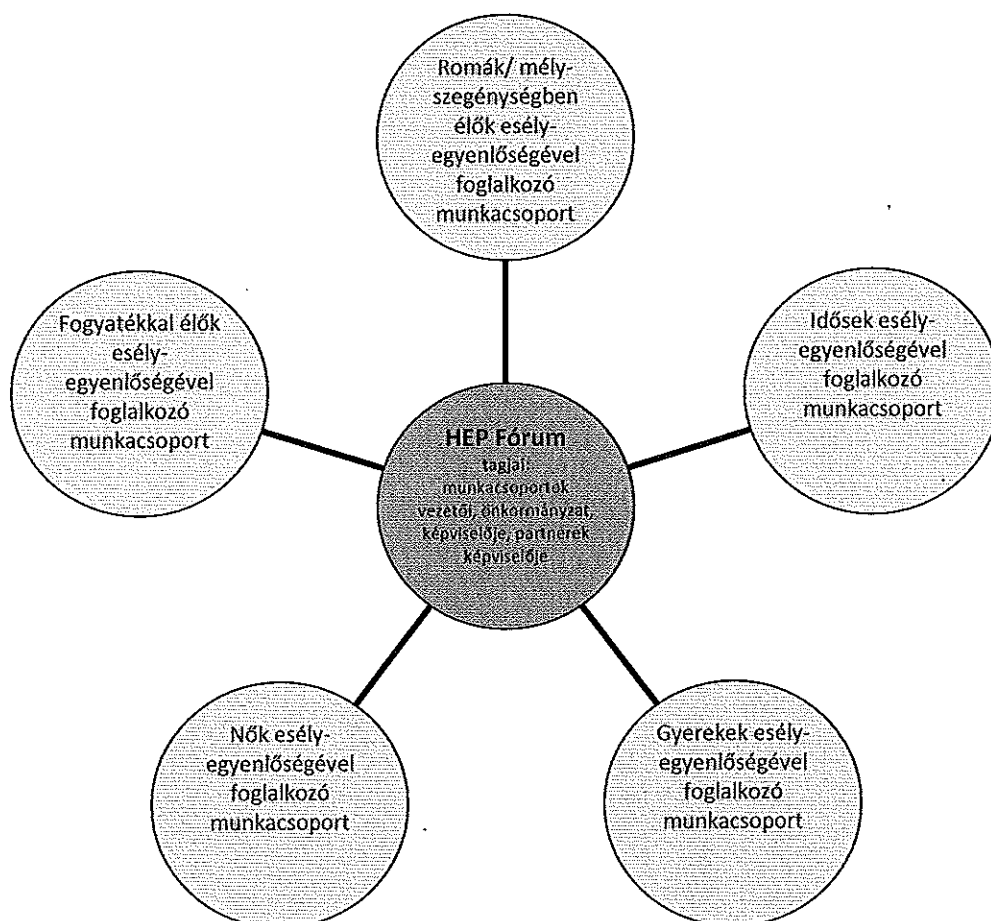 Romák/ mély-
szegénységben
élők esély-
egyenlőségével
foglalkozó
munkacsoport
Fogyatékkal élők
esély-
egyenlőségével
foglalkozó
munkacsoport
Idősek esély-
egyenlőségével
foglalkozó
munkacsoport
HEP Fórum
tagjai:
munkacsoportok
vezetői, önkormányzat,
képviselője, partnerek
képviselője
Nők esély-
egyenlőségével
foglalkozó
munkacsoport
Gyerekek esély-
egyenlőségével
foglalkozó
munkacsoport